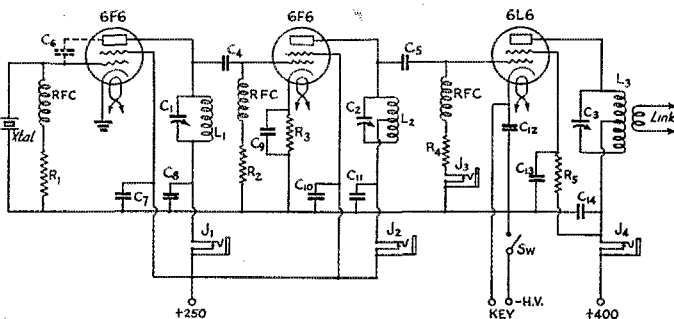 6F6 6F6 6L6
C6 C4 C5
RFC RFC RFC L3
C1 L1 C2 L2 C3 Link
Xtal C9 R3 C12
R1 R2 R4 J3
C8 C10 C11 C13 R5
C7 C14
J1 J2 Sw J4
+250 KEY -H.V. +400